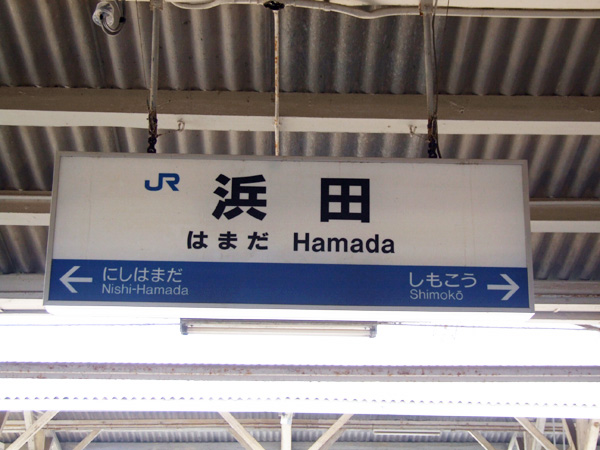 JR 浜田
はまだ Hamada
← にしはまだ しもこう →
Nishi-Hamada Shimokō